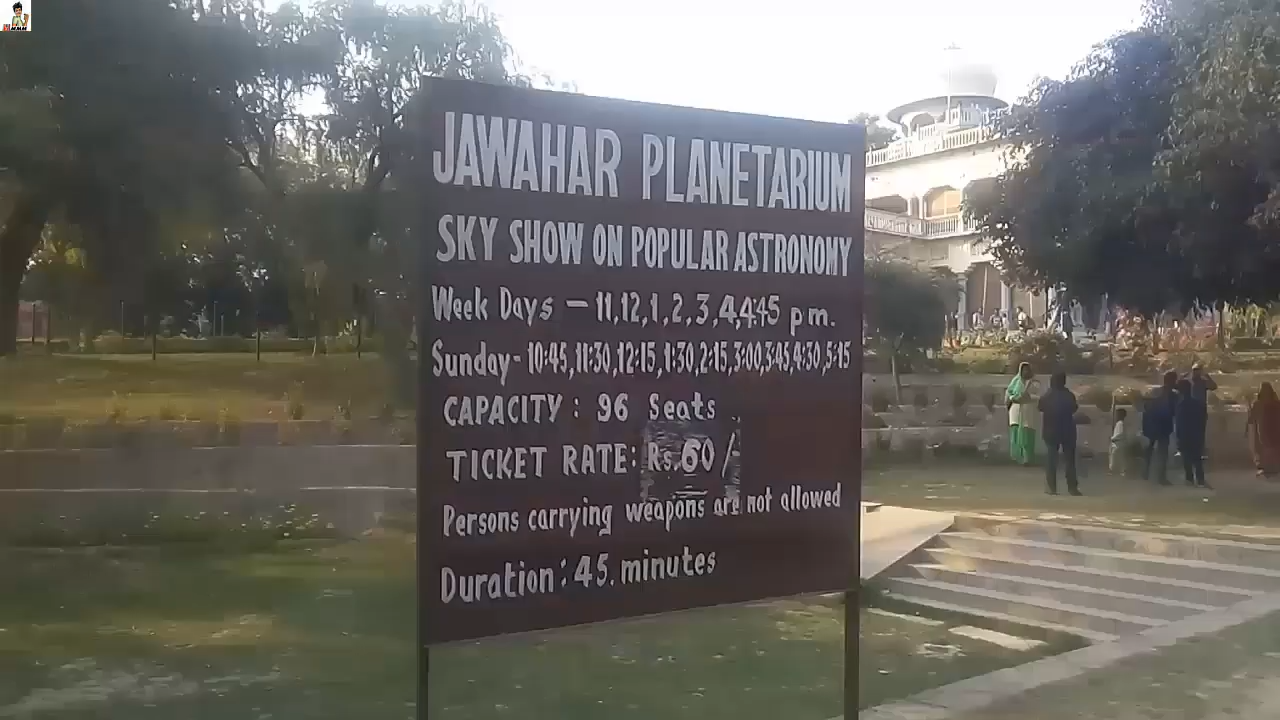 JAWAHAR PLANETARIUM
SKY SHOW ON POPULAR ASTRONOMY
Week Days - 11,12,1,2,3,4,4:45 pm.
Sunday - 10:45,11:30,12:15,1:30,2:15,3:00,3:45,4:30,5:15
CAPACITY : 96 Seats
TICKET RATE: Rs.60/-
Persons carrying weapons are not allowed
Duration : 45. minutes